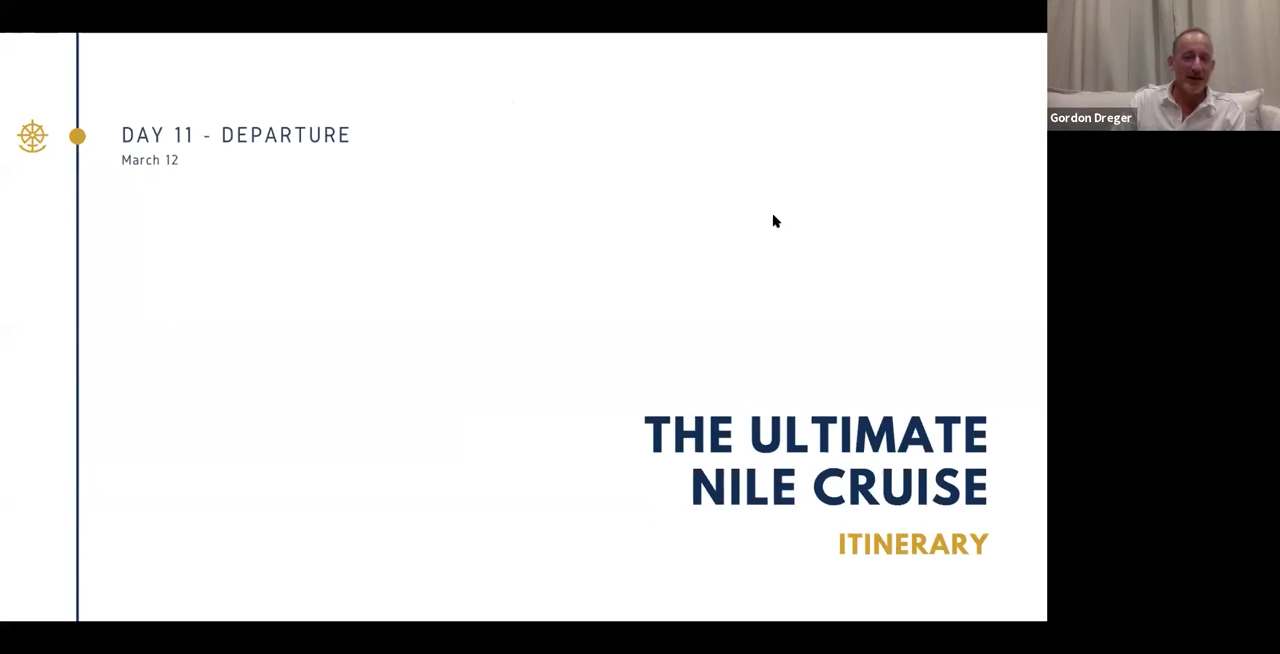 DAY 11 - DEPARTURE
March 12
THE ULTIMATE
NILE CRUISE
ITINERARY
Gordon Dreger